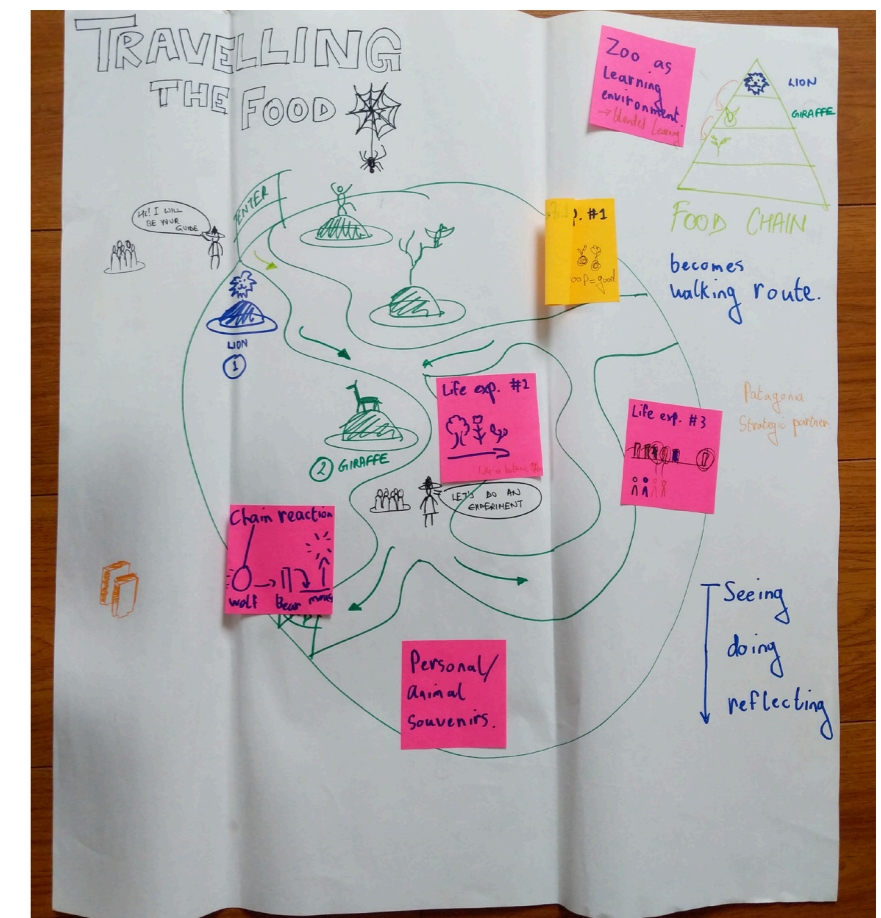 TRAVELLING
THE FOOD
Zoo as
Learning
environment.
→ blended Learning
LION
GIRAFFE
FOOD CHAIN
becomes
walking route.
ENTER
Hi! I WILL
BE YOUR
GUIDE
LION
1
p. #1
oop=good
Life exp. #2
2 GIRAFFE
LET'S DO AN
EXPERIMENT
Life exp. #3
Patagonia
Strategic partner
Chain reaction
wolf
Bear
Personal/
animal
Souvenirs.
Seeing
doing
reflecting